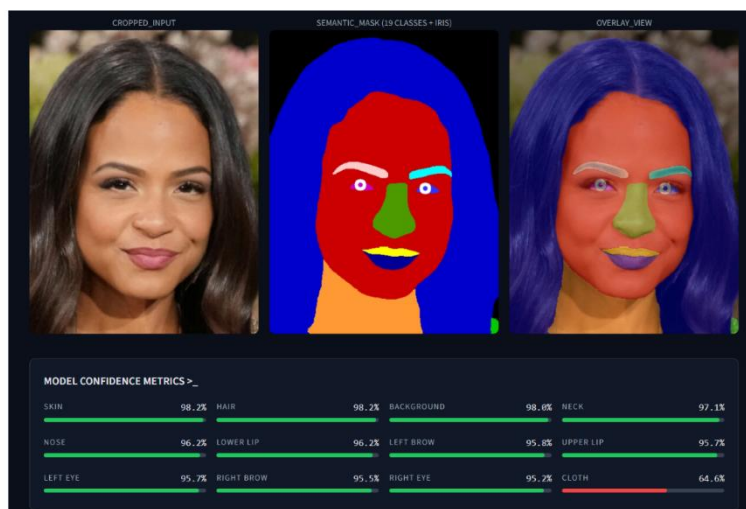 CROPPED_INPUT
SEMANTIC_MASK (19 CLASSES + IRIS)
OVERLAY_VIEW
MODEL CONFIDENCE METRICS >_
SKIN 98.2% HAIR 98.2% BACKGROUND 98.0% NECK 97.1%
NOSE 96.2% LOWER LIP 96.2% LEFT BROW 95.8% UPPER LIP 95.7%
LEFT EYE 95.7% RIGHT BROW 95.5% RIGHT EYE 95.2% CLOTH 64.6%